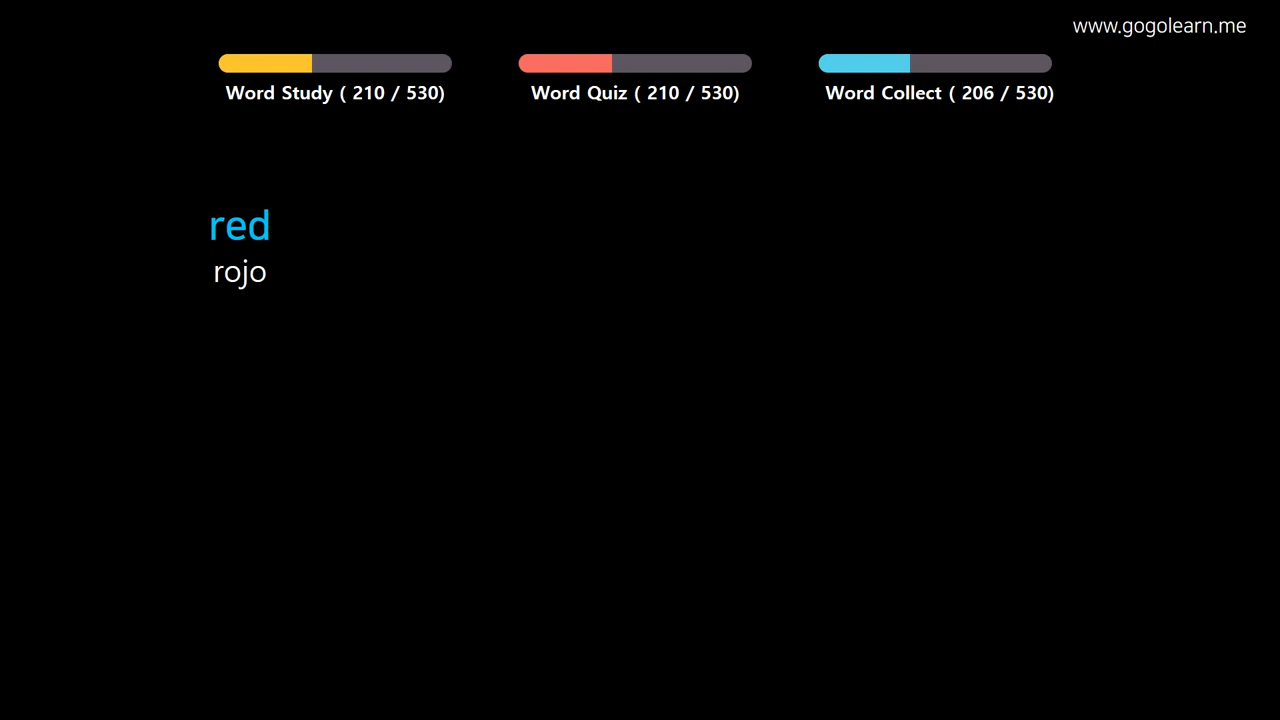 www.gogolearn.me
Word Study ( 210 / 530)
Word Quiz ( 210 / 530)
Word Collect ( 206 / 530)
red
rojo